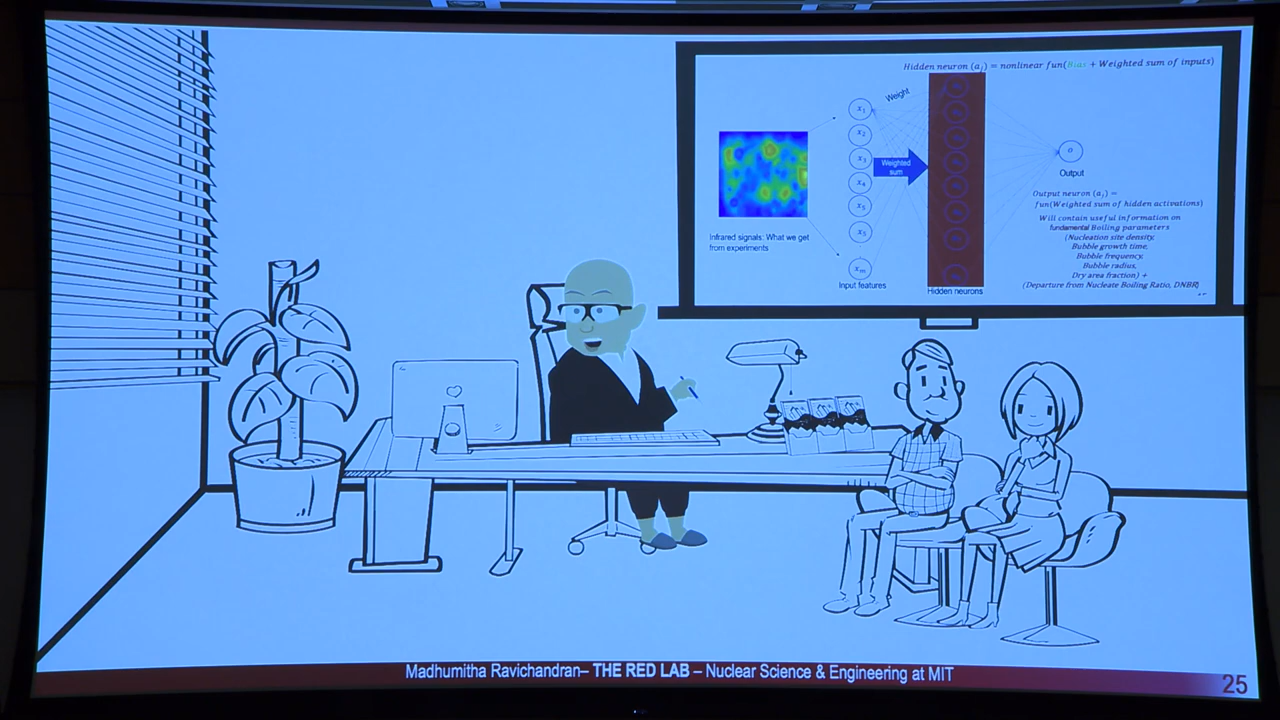 Hidden neuron (aⱼ) = nonlinear fun(Bias + Weighted sum of inputs)
Weight
x₁
x₂
x₃
x₄
x₅
x₅
xₘ
Weighted
sum
o
Output
Infrared signals: What we get
from experiments
Input features
Hidden neurons
Output neuron (aⱼ) =
fun(Weighted sum of hidden activations)
Will contain useful information on
fundamental Boiling parameters
(Nucleation site density,
Bubble growth time,
Bubble frequency,
Bubble radius,
Dry area fraction) +
(Departure from Nucleate Boiling Ratio, DNBR)
Madhumitha Ravichandran– THE RED LAB – Nuclear Science & Engineering at MIT
25